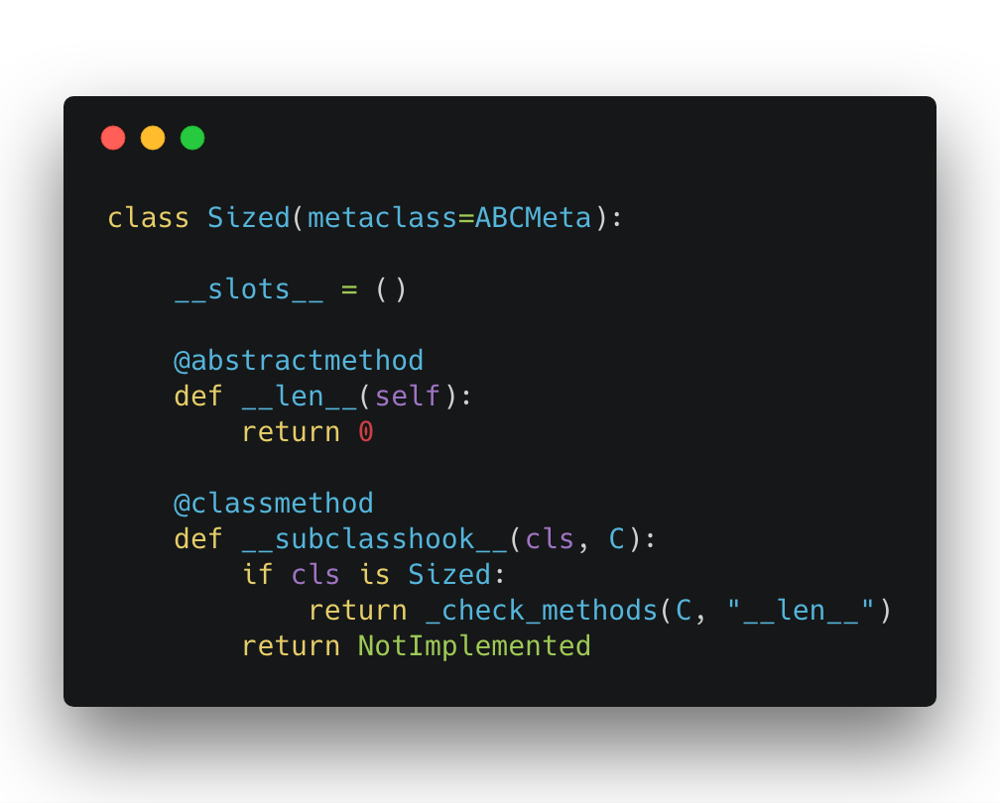 class Sized(metaclass=ABCMeta):

    __slots__ = ()

    @abstractmethod
    def __len__(self):
        return 0

    @classmethod
    def __subclasshook__(cls, C):
        if cls is Sized:
            return _check_methods(C, "__len__")
        return NotImplemented